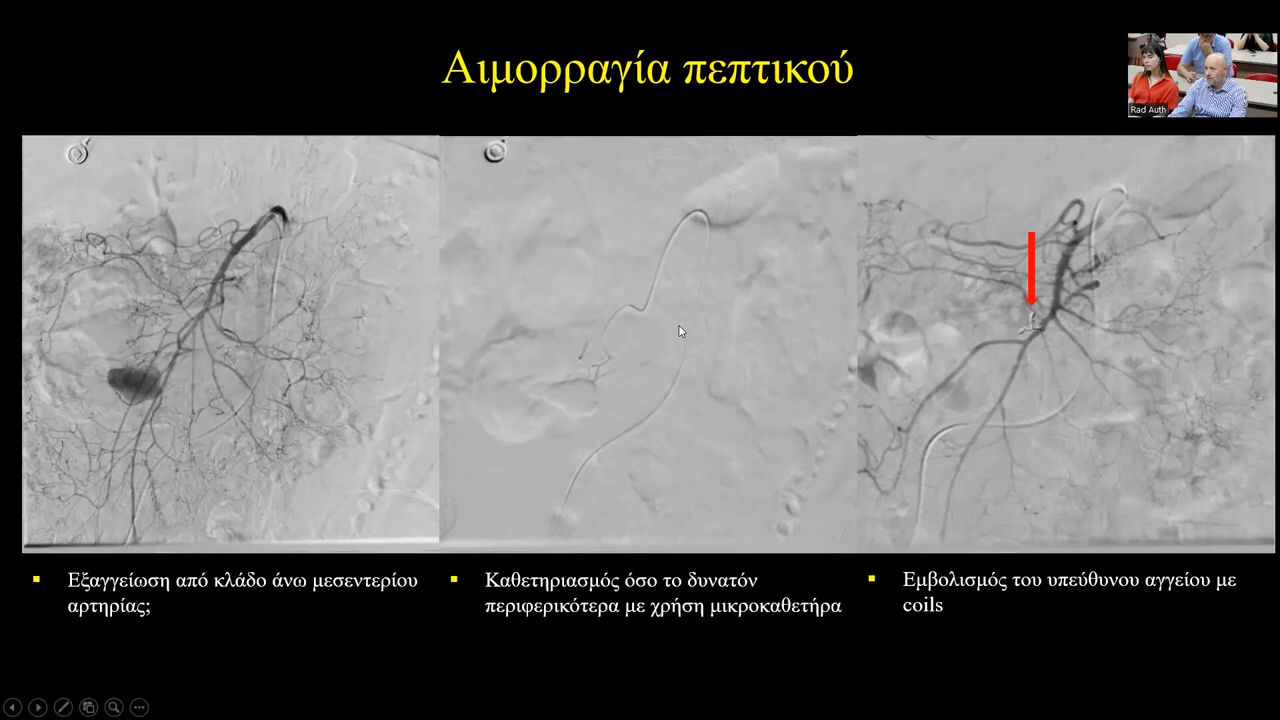 Αιμορραγία πεπτικού
Rad Auth
Εξαγγείωση από κλάδο άνω μεσεντερίου
αρτηρίας;
Καθετηριασμός όσο το δυνατόν
περιφερικότερα με χρήση μικροκαθετήρα
Εμβολισμός του υπεύθυνου αγγείου με
coils